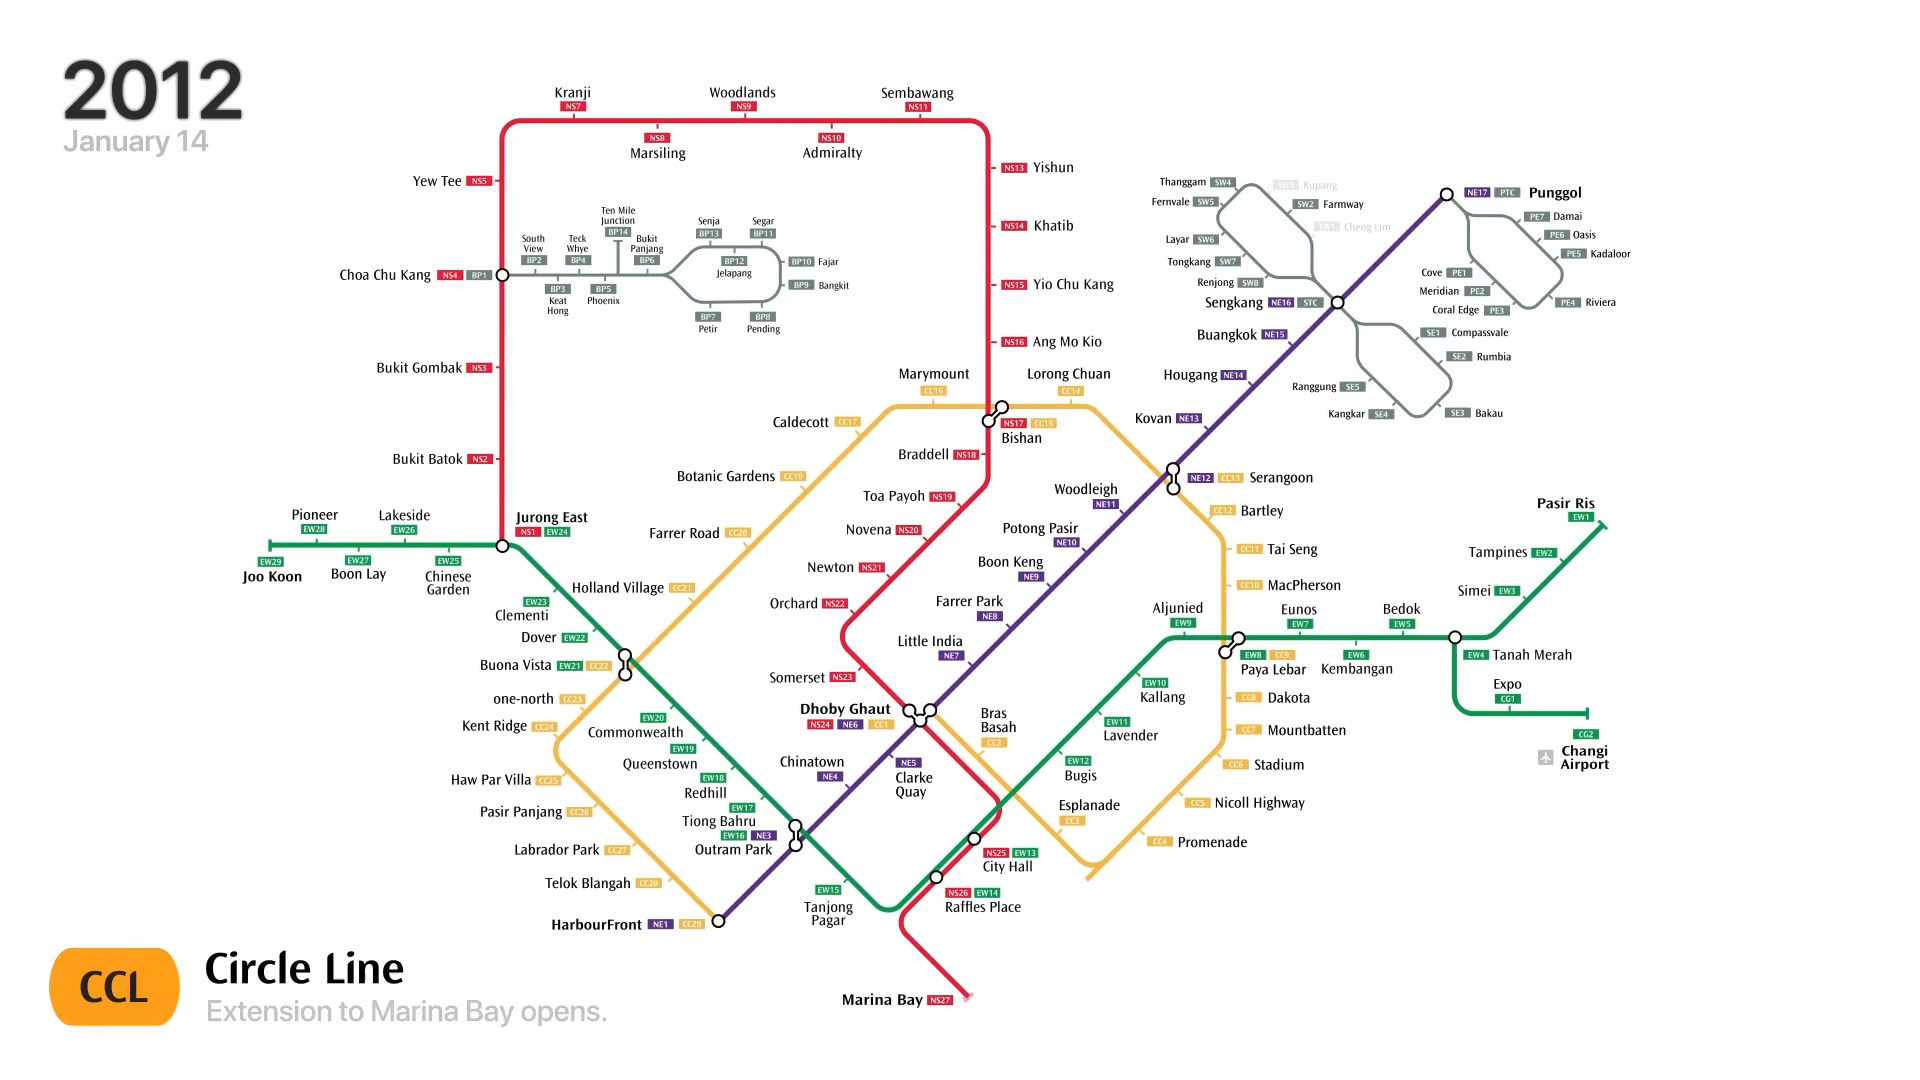 2012
January 14
Kranji
NS7
Woodlands
NS9
Sembawang
NS11
NS8
Marsiling
NS10
Admiralty
Yew Tee NS5
NS13 Yishun
NS14 Khatib
NS15 Yio Chu Kang
NS16 Ang Mo Kio
Choa Chu Kang NS4 BP1
South
View
BP2
BP3
Keat
Hong
Teck
Whye
BP4
BP5
Phoenix
Ten Mile
Junction
BP14
Bukit
Panjang
BP6
Senja
BP13
Segar
BP11
BP12
Jelapang
BP10 Fajar
BP9 Bangkit
BP7
Petir
BP8
Pending
Thanggam SW4
SW3 Kupang
Fernvale SW5
SW2 Farmway
SW1 Cheng Lim
Layar SW6
Tongkang SW7
Renjong SW8
NE17 PTC Punggol
PE7 Damai
PE6 Oasis
PE5 Kadaloor
Cove PE1
Meridian PE2
Coral Edge PE3
PE4 Riviera
Sengkang NE16 STC
SE1 Compassvale
SE2 Rumbia
Ranggung SE5
Kangkar SE4
SE3 Bakau
Buangkok NE15
Hougang NE14
Kovan NE13
Bukit Gombak NS3
Bukit Batok NS2
Marymount
CC16
Lorong Chuan
CC14
Caldecott CC17
NS17 CC15
Bishan
Braddell NS18
Botanic Gardens CC19
Toa Payoh NS19
Farrer Road CC20
Novena NS20
Newton NS21
Holland Village CC21
Orchard NS22
Woodleigh
NE11
Potong Pasir
NE10
Boon Keng
NE9
Farrer Park
NE8
Little India
NE7
NE12 CC13 Serangoon
CC12 Bartley
CC11 Tai Seng
CC10 MacPherson
Pasir Ris
EW1
Tampines EW2
Simei EW3
Pioneer
EW28
Lakeside
EW26
Jurong East
NS1 EW24
EW29
Joo Koon
EW27
Boon Lay
EW25
Chinese
Garden
EW23
Clementi
Dover EW22
Buona Vista EW21 CC22
one-north CC23
Kent Ridge CC24
Haw Par Villa CC25
Pasir Panjang CC26
Labrador Park CC27
Telok Blangah CC28
HarbourFront NE1 CC29
EW20
Commonwealth
EW19
Queenstown
EW18
Redhill
EW17
Tiong Bahru
EW16 NE3
Outram Park
Somerset NS23
Dhoby Ghaut
NS24 NE6 CC1
Chinatown
NE4
NE5
Clarke
Quay
Bras
Basah
CC2
Esplanade
CC3
Aljunied
EW9
Eunos
EW7
Bedok
EW5
EW8 CC9
Paya Lebar
EW6
Kembangan
EW4 Tanah Merah
Expo
CG1
CG2
Changi
Airport
EW10
Kallang
EW11
Lavender
EW12
Bugis
CC8 Dakota
CC7 Mountbatten
CC6 Stadium
CC5 Nicoll Highway
CC4 Promenade
NS25 EW13
City Hall
NS26 EW14
Raffles Place
EW15
Tanjong
Pagar
Marina Bay NS27
CCL
Circle Line
Extension to Marina Bay opens.